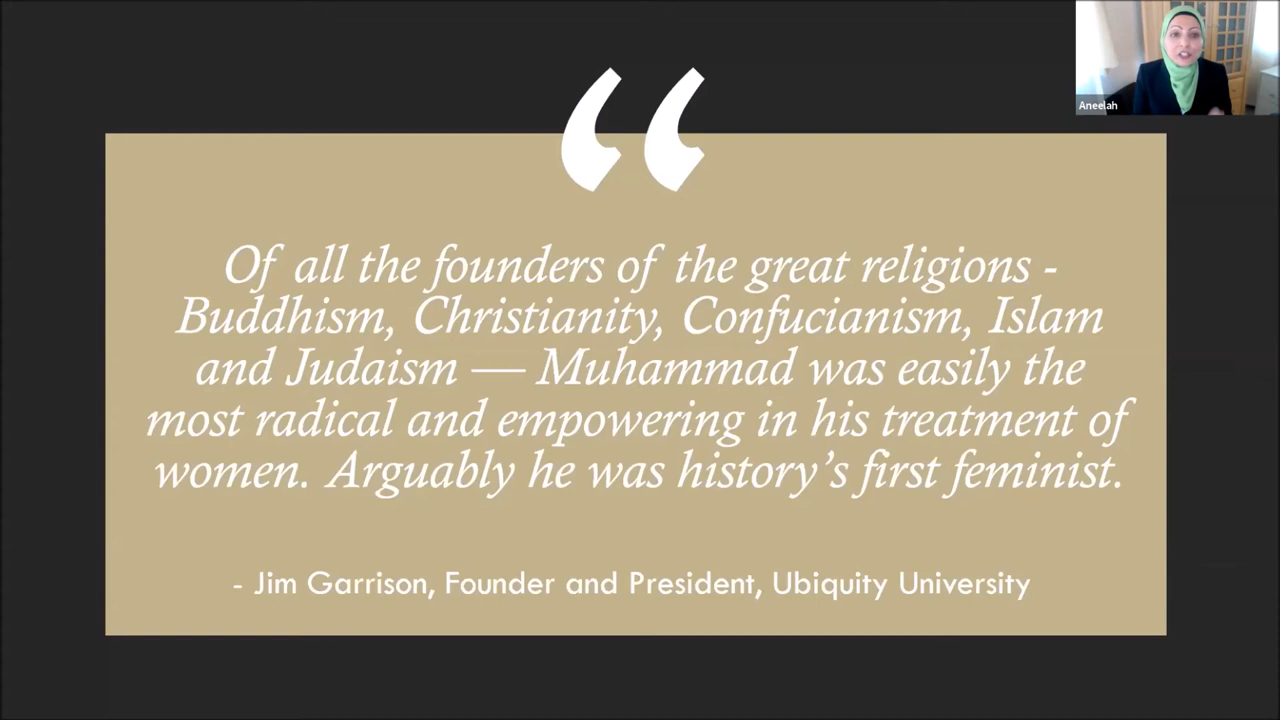 Aneelah
“
Of all the founders of the great religions -
Buddhism, Christianity, Confucianism, Islam
and Judaism — Muhammad was easily the
most radical and empowering in his treatment of
women. Arguably he was history’s first feminist.
- Jim Garrison, Founder and President, Ubiquity University